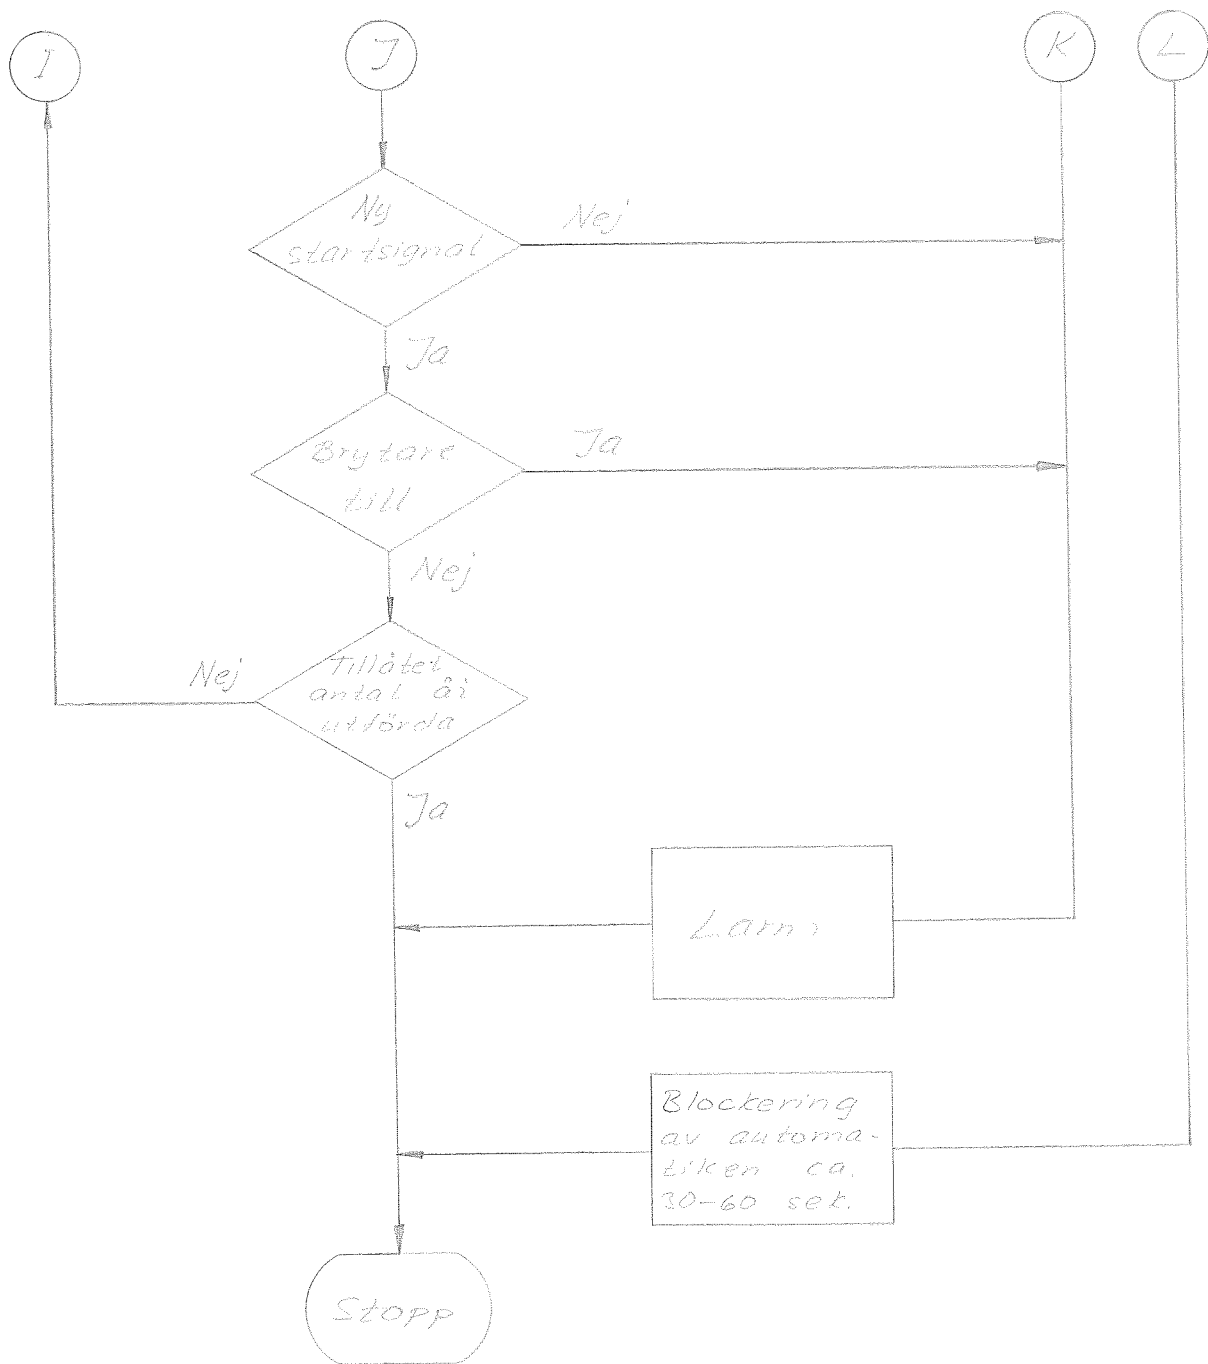 I
J
K
L
Ny
startsignal
Nej
Ja
Brytare
till
Ja
Nej
Tillåtet
antal åi
utförda
Nej
Ja
Larm
Blockering
av automa-
tiken ca.
30-60 sek.
Stopp